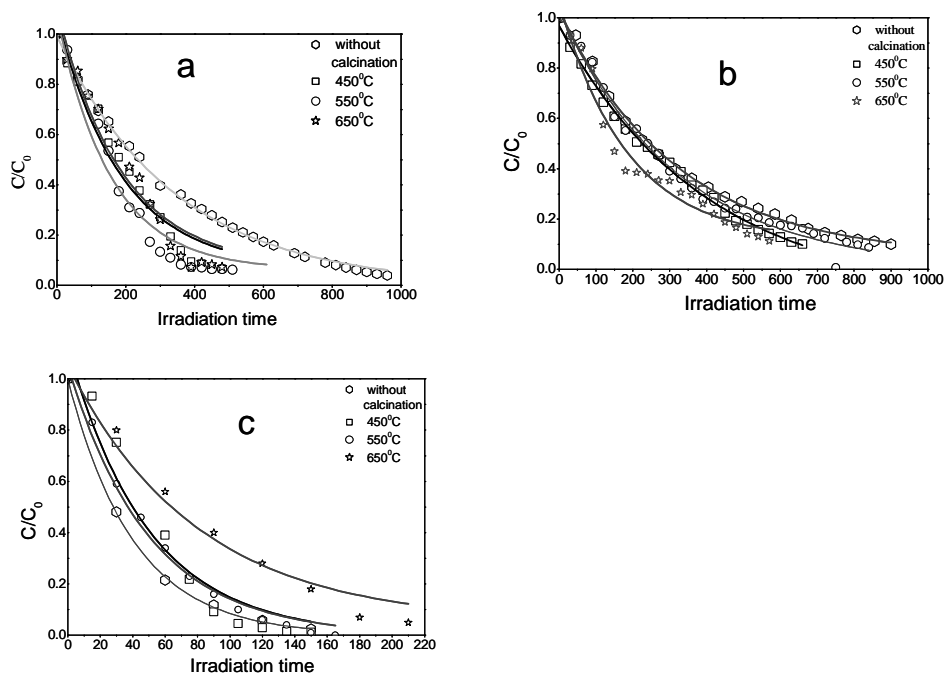 a
C/C0
1.0
0.8
0.6
0.4
0.2
0.0
0
200
400
600
800
1000
Irradiation time
without
calcination
450⁰C
550⁰C
650⁰C
b
C/C0
1.0
0.8
0.6
0.4
0.2
0.0
0
100
200
300
400
500
600
700
800
900
1000
Irradiation time
without
calcination
450⁰C
550⁰C
650⁰C
c
C/C0
1.0
0.8
0.6
0.4
0.2
0.0
0
20
40
60
80
100
120
140
160
180
200
220
Irradiation time
without
calcination
450⁰C
550⁰C
650⁰C